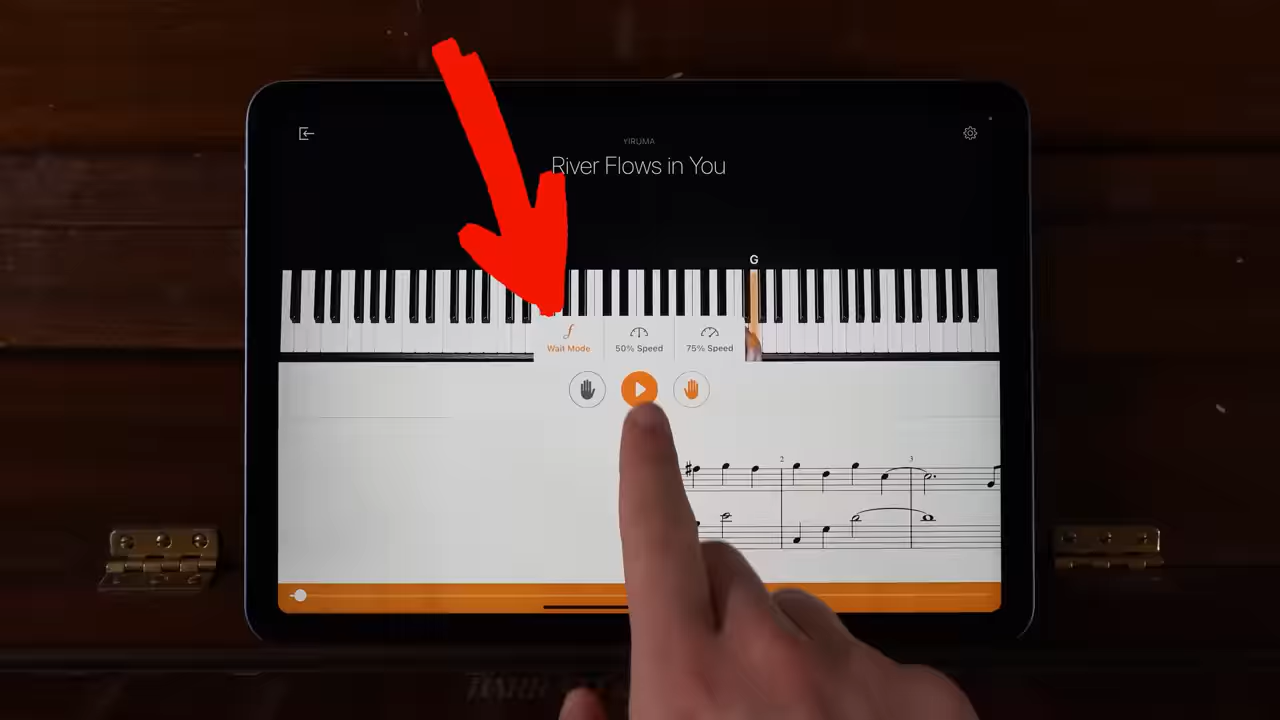 YIRUMA
River Flows in You
G
Wait Mode
50% Speed
75% Speed
2
3